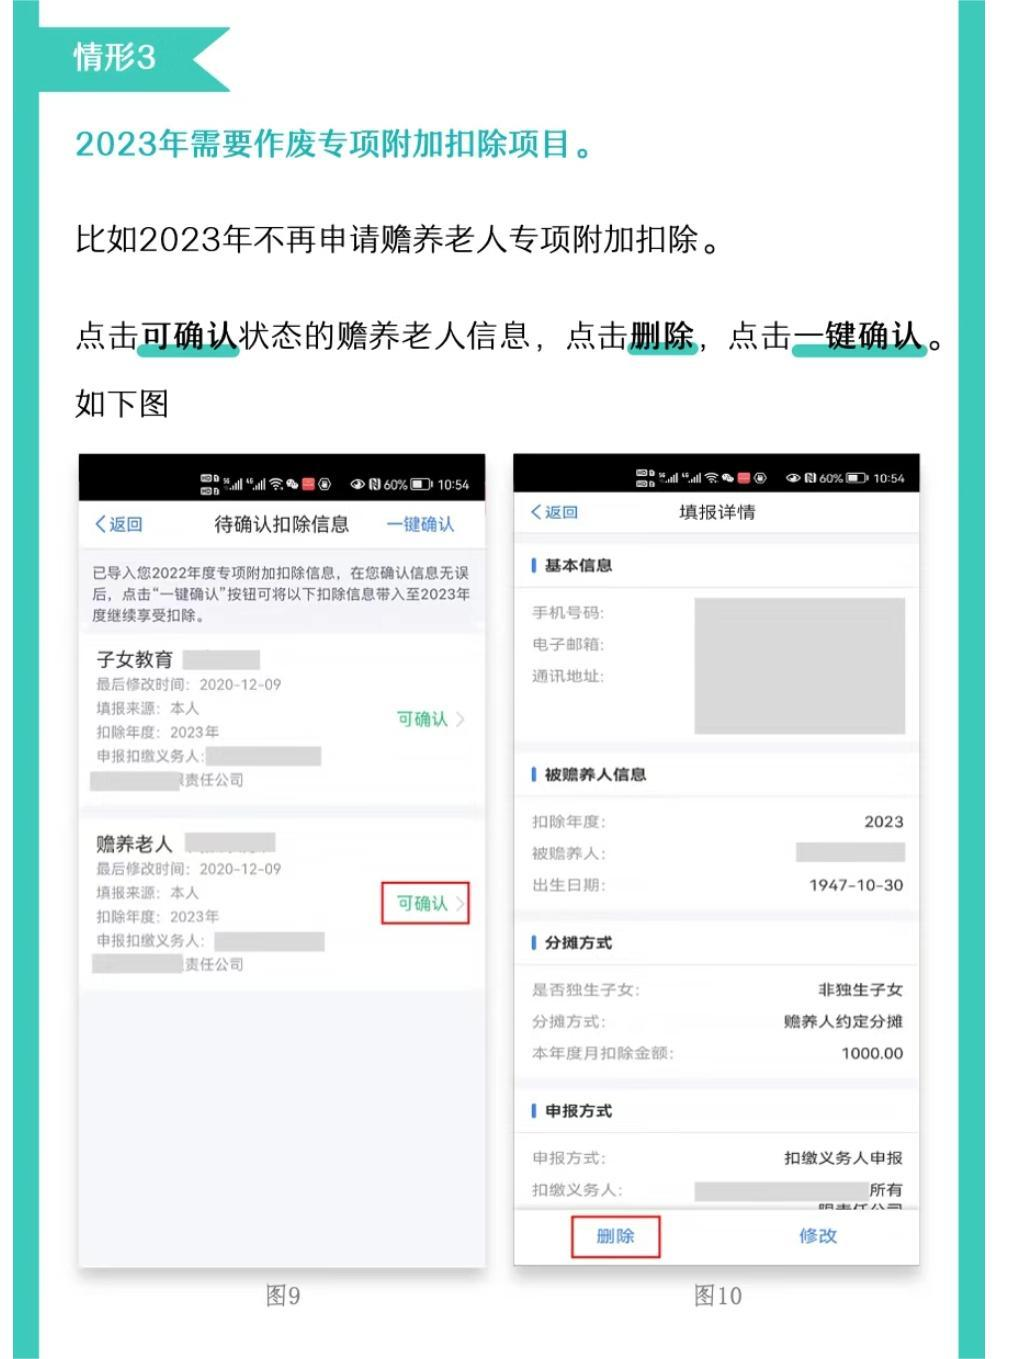 情形3
2023年需要作废专项附加扣除项目。
比如2023年不再申请赡养老人专项附加扣除。
点击可确认状态的赡养老人信息，点击删除，点击一键确认。
如下图
60% 10:54
返回 待确认扣除信息 一键确认
已导入您2022年度专项附加扣除信息，在您确认信息无误
后，点击“一键确认”按钮可将以下扣除信息带入至2023年
度继续享受扣除。
子女教育
最后修改时间：2020-12-09
填报来源：本人
可确认
扣除年度：2023年
申报扣缴义务人:
责任公司
赡养老人
最后修改时间：2020-12-09
填报来源：本人
可确认
扣除年度：2023年
申报扣缴义务人：
责任公司
图9
60% 10:54
返回 填报详情
基本信息
手机号码:
电子邮箱:
通讯地址:
被赡养人信息
扣除年度: 2023
被赡养人:
出生日期: 1947-10-30
分摊方式
是否独生子女: 非独生子女
分摊方式: 赡养人约定分摊
本年度月扣除金额: 1000.00
申报方式
申报方式: 扣缴义务人申报
扣缴义务人: 所有
限责任公司
删除 修改
图10